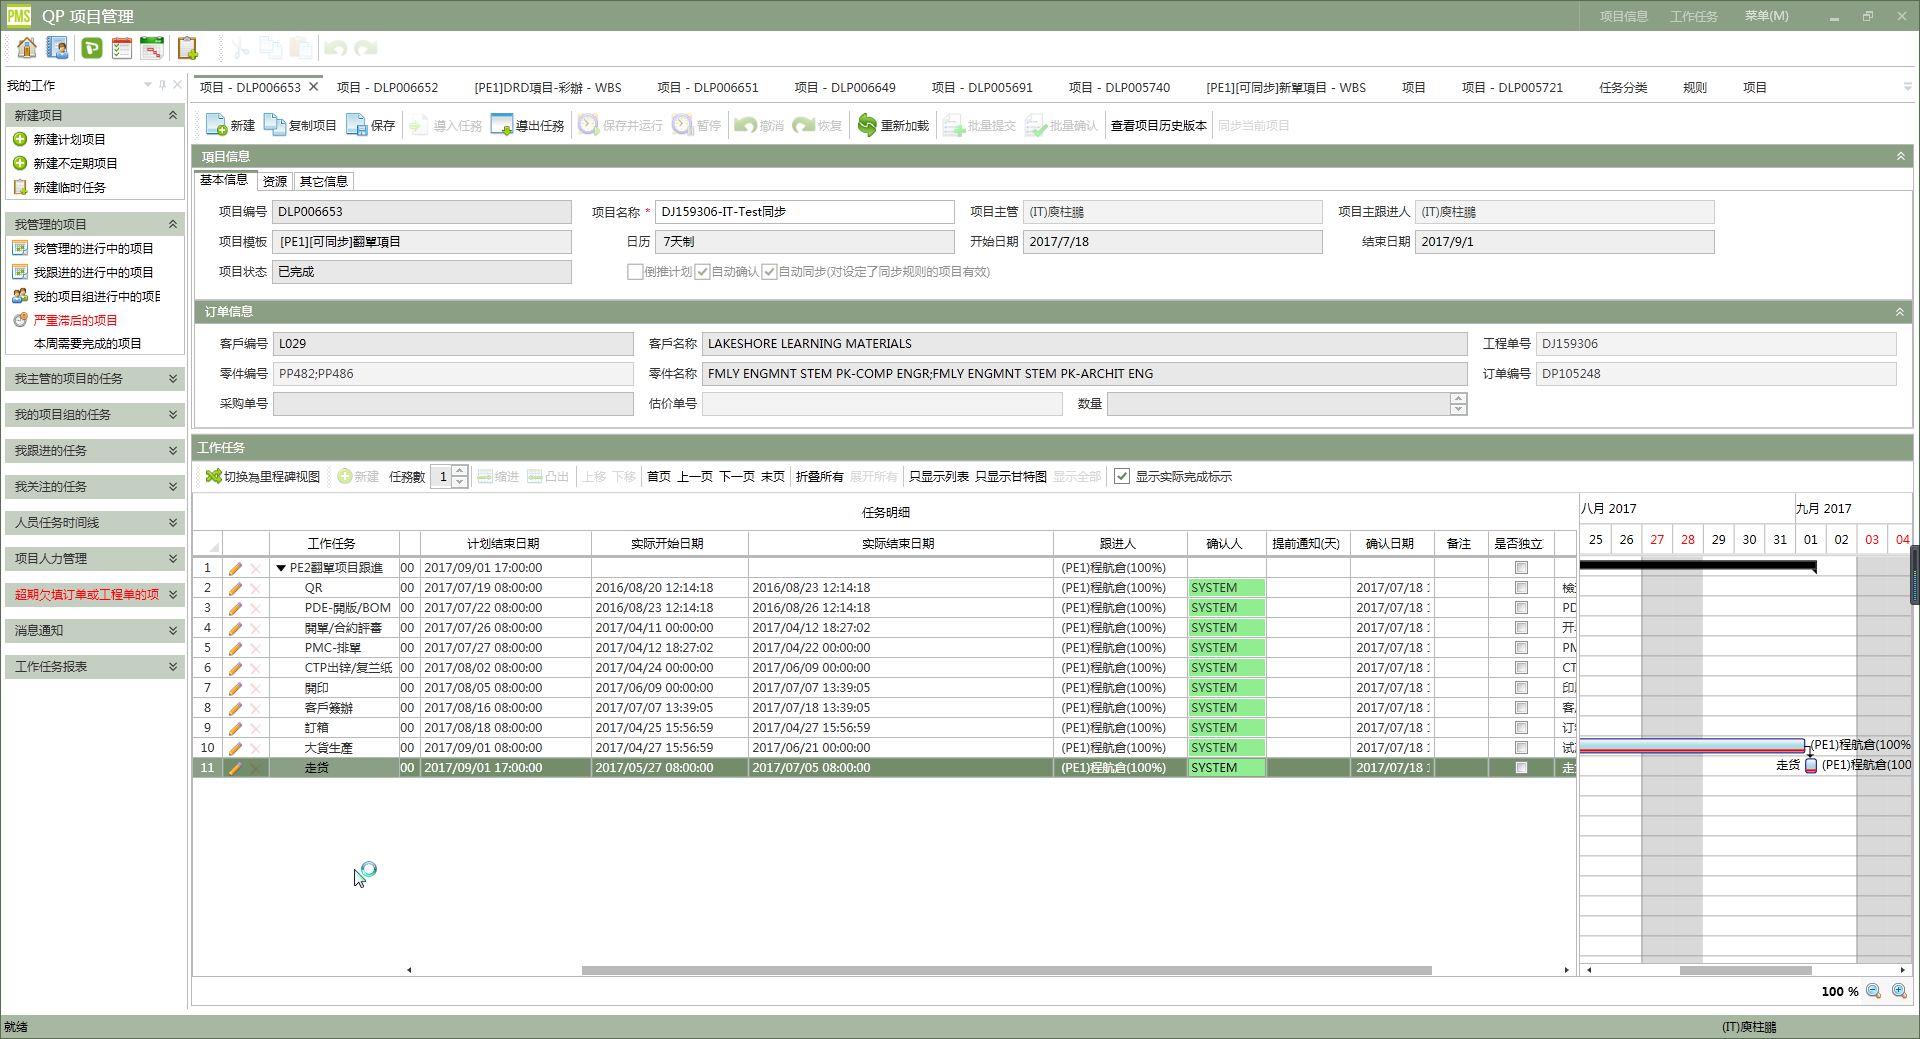 PMS QP 项目管理 项目信息 工作任务 菜单(M)
我的工作
新建项目
新建计划项目
新建不定期项目
新建临时任务
我管理的项目
我管理的进行中的项目
我跟进的进行中的项目
我的项目组进行中的项目
严重滞后的项目
本周需要完成的项目
我主管的项目的任务
我的项目组的任务
我跟进的任务
我关注的任务
人员任务时间线
项目人力管理
超期欠填订单或工程单的项
消息通知
工作任务报表
项目 - DLP006653 项目 - DLP006652 [PE1]DRD項目-彩辦 - WBS 项目 - DLP006651 项目 - DLP006649 项目 - DLP005691 项目 - DLP005740 [PE1][可同步]新單項目 - WBS 项目 项目 - DLP005721 任务分类 规则 项目
新建 复制项目 保存 導入任務 導出任務 保存并运行 暂停 撤消 恢复 重新加载 批量提交 批量确认 查看项目历史版本 同步当前项目
项目信息
基本信息 资源 其它信息
项目编号 DLP006653 项目名称 * DJ159306-IT-Test同步 项目主管 (IT)庾柱鵬 项目主跟进人 (IT)庾柱鵬
项目模板 [PE1][可同步]翻單項目 日历 7天制 开始日期 2017/7/18 结束日期 2017/9/1
项目状态 已完成 倒推计划 自动确认 自动同步(对设定了同步规则的项目有效)
订单信息
客戶编号 L029 客戶名称 LAKESHORE LEARNING MATERIALS 工程单号 DJ159306
零件编号 PP482;PP486 零件名称 FMLY ENGMNT STEM PK-COMP ENGR;FMLY ENGMNT STEM PK-ARCHIT ENG 订单编号 DP105248
采购单号 估价单号 数量
工作任务
切换為里程碑视图 新建 任務數 1 缩进 凸出 上移 下移 首页 上一页 下一页 末页 折叠所有 展开所有 只显示列表 只显示甘特图 显示全部 显示实际完成标示
任务明细 八月 2017 九月 2017
工作任务 计划结束日期 实际开始日期 实际结束日期 跟进人 确认人 提前通知(天) 确认日期 备注 是否独立 25 26 27 28 29 30 31 01 02 03 04
1 PE2翻單项目跟進 00 2017/09/01 17:00:00 (PE1)程航倉(100%)
2 QR 00 2017/07/19 08:00:00 2016/08/20 12:14:18 2016/08/23 12:14:18 (PE1)程航倉(100%) SYSTEM 2017/07/18 1 檢
3 PDE-開版/BOM 00 2017/07/22 08:00:00 2016/08/23 12:14:18 2016/08/26 12:14:18 (PE1)程航倉(100%) SYSTEM 2017/07/18 1 PD
4 開單/合約評審 00 2017/07/26 08:00:00 2017/04/11 00:00:00 2017/04/12 18:27:02 (PE1)程航倉(100%) SYSTEM 2017/07/18 1 开
5 PMC-排單 00 2017/07/27 08:00:00 2017/04/12 18:27:02 2017/04/22 00:00:00 (PE1)程航倉(100%) SYSTEM 2017/07/18 1 PM
6 CTP出锌/复兰纸 00 2017/08/02 08:00:00 2017/04/24 00:00:00 2017/06/09 00:00:00 (PE1)程航倉(100%) SYSTEM 2017/07/18 1 CT
7 開印 00 2017/08/05 08:00:00 2017/06/09 00:00:00 2017/07/07 13:39:05 (PE1)程航倉(100%) SYSTEM 2017/07/18 1 印
8 客戶簽辦 00 2017/08/16 08:00:00 2017/07/07 13:39:05 2017/07/18 13:39:05 (PE1)程航倉(100%) SYSTEM 2017/07/18 1 客
9 訂箱 00 2017/08/18 08:00:00 2017/04/25 15:56:59 2017/04/27 15:56:59 (PE1)程航倉(100%) SYSTEM 2017/07/18 1 订
10 大貨生產 00 2017/09/01 08:00:00 2017/04/27 15:56:59 2017/06/21 00:00:00 (PE1)程航倉(100%) SYSTEM 2017/07/18 1 试 (PE1)程航倉(100%
11 走货 00 2017/09/01 17:00:00 2017/05/27 08:00:00 2017/07/05 08:00:00 (PE1)程航倉(100%) SYSTEM 2017/07/18 1 走 走货 (PE1)程航倉(100
100 %
就绪 (IT)庾柱鵬